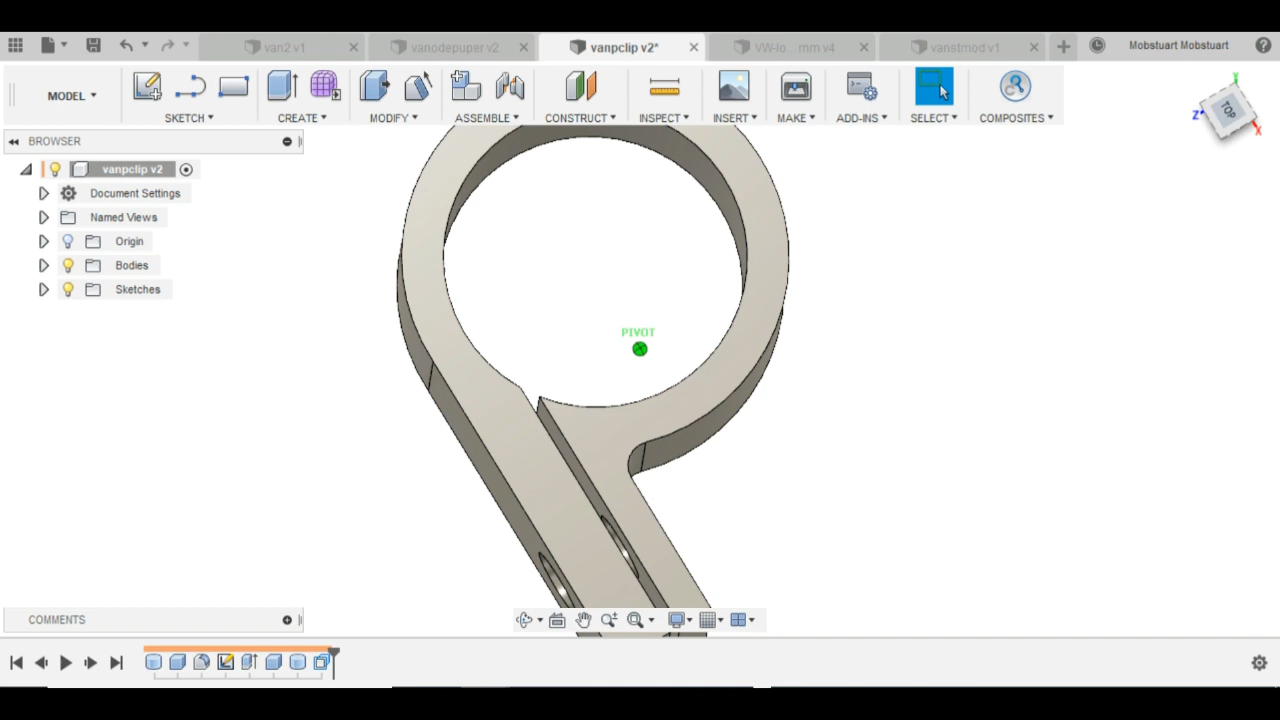 van2 v1
vanodepuper v2
vanpclip v2*
VW-lo... mm v4
vanstmod v1
Mobstuart Mobstuart
MODEL
SKETCH
CREATE
MODIFY
ASSEMBLE
CONSTRUCT
INSPECT
INSERT
MAKE
ADD-INS
SELECT
COMPOSITES
TOP
Y
Z
X
BROWSER
vanpclip v2
Document Settings
Named Views
Origin
Bodies
Sketches
PIVOT
COMMENTS